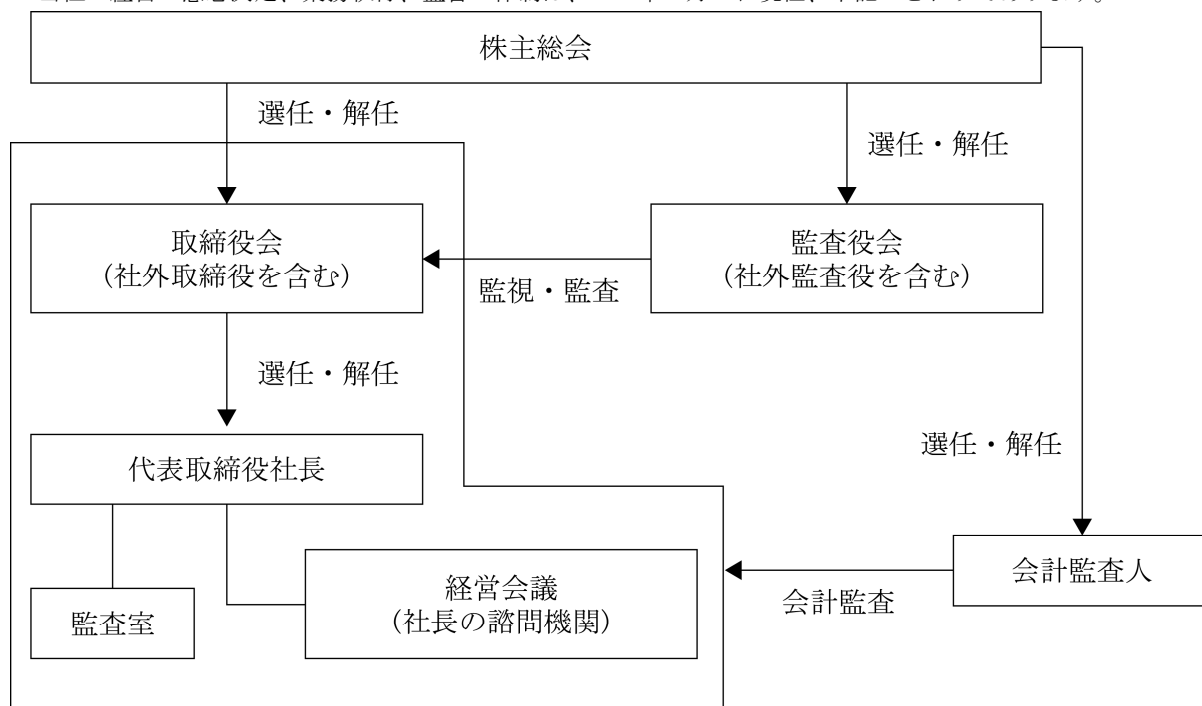 株主総会
選任・解任
選任・解任
取締役会
（社外取締役を含む）
監査役会
（社外監査役を含む）
監視・監査
選任・解任
代表取締役社長
選任・解任
経営会議
（社長の諮問機関）
会計監査人
会計監査
監査室